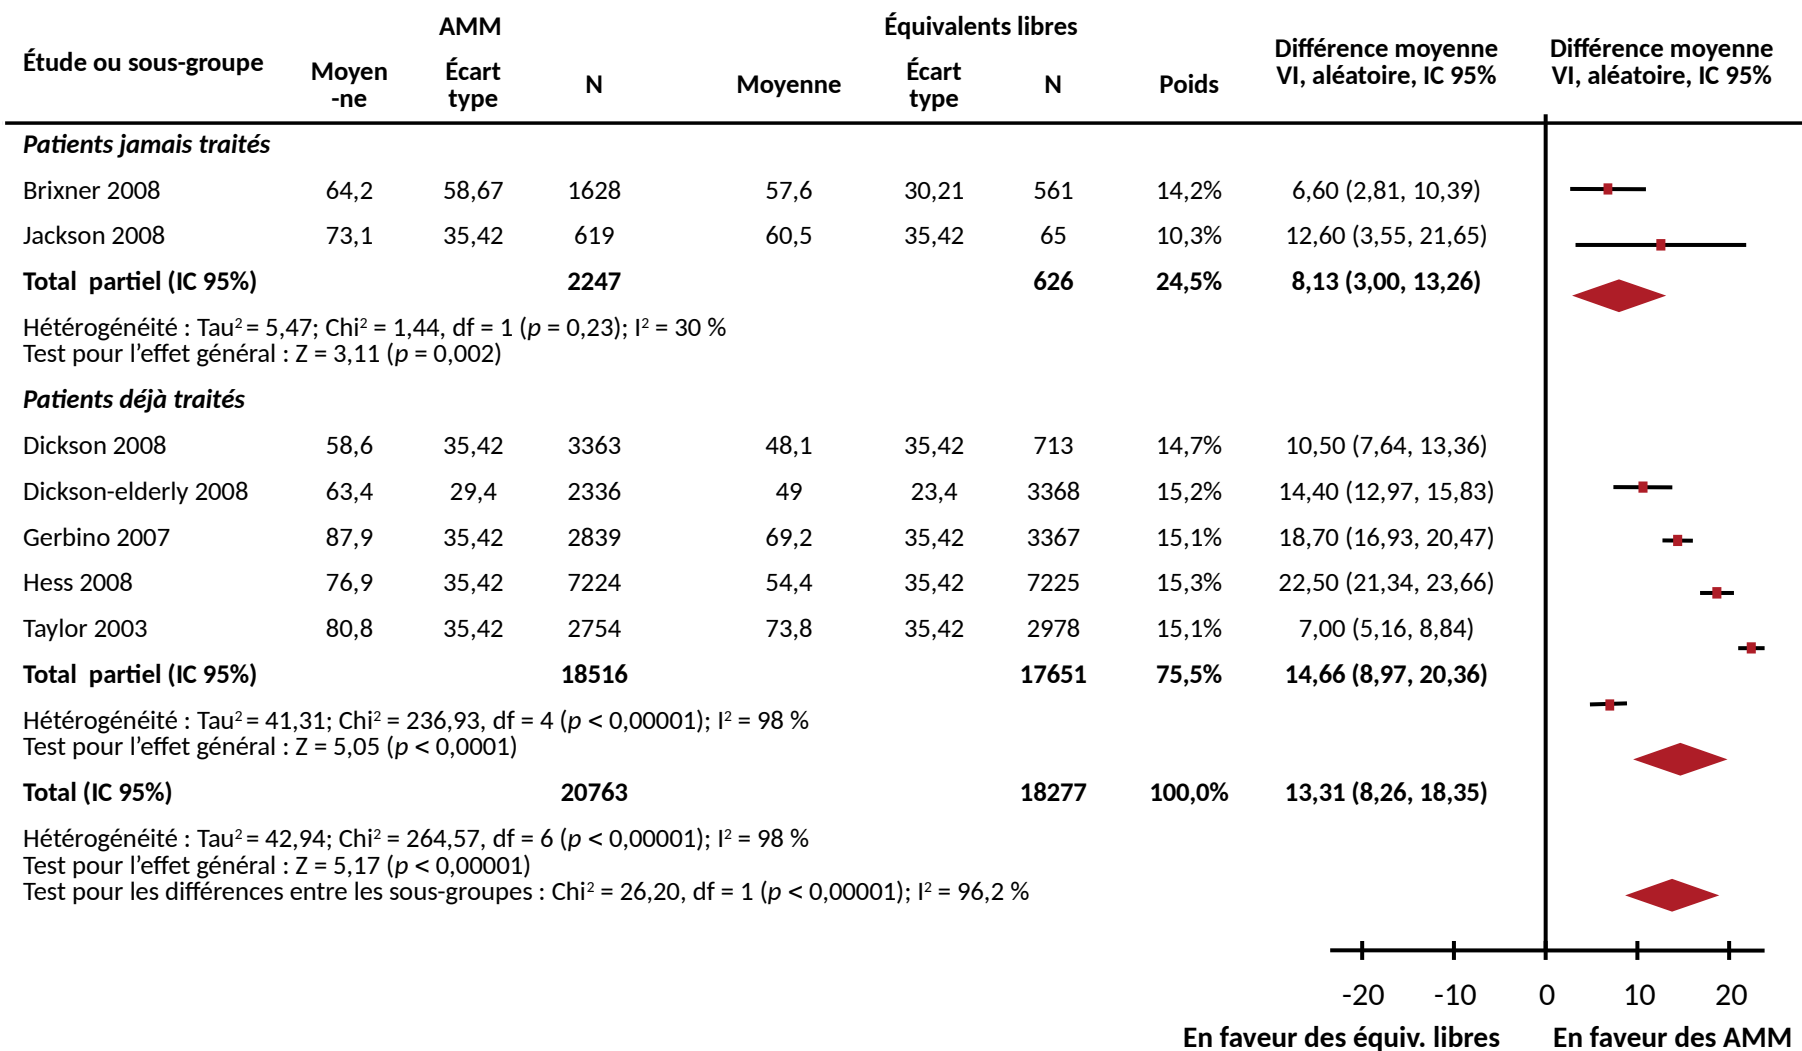 AMM Équivalents libres
Étude ou sous-groupe Moyen-ne Écart type N Moyenne Écart type N Poids Différence moyenne VI, aléatoire, IC 95% Différence moyenne VI, aléatoire, IC 95%
Patients jamais traités
Brixner 2008 64,2 58,67 1628 57,6 30,21 561 14,2% 6,60 (2,81, 10,39)
Jackson 2008 73,1 35,42 619 60,5 35,42 65 10,3% 12,60 (3,55, 21,65)
Total partiel (IC 95%) 2247 626 24,5% 8,13 (3,00, 13,26)
Hétérogénéité : Tau² = 5,47; Chi² = 1,44, df = 1 (p = 0,23); I² = 30 %
Test pour l’effet général : Z = 3,11 (p = 0,002)
Patients déjà traités
Dickson 2008 58,6 35,42 3363 48,1 35,42 713 14,7% 10,50 (7,64, 13,36)
Dickson-elderly 2008 63,4 29,4 2336 49 23,4 3368 15,2% 14,40 (12,97, 15,83)
Gerbino 2007 87,9 35,42 2839 69,2 35,42 3367 15,1% 18,70 (16,93, 20,47)
Hess 2008 76,9 35,42 7224 54,4 35,42 7225 15,3% 22,50 (21,34, 23,66)
Taylor 2003 80,8 35,42 2754 73,8 35,42 2978 15,1% 7,00 (5,16, 8,84)
Total partiel (IC 95%) 18516 17651 75,5% 14,66 (8,97, 20,36)
Hétérogénéité : Tau² = 41,31; Chi² = 236,93, df = 4 (p < 0,00001); I² = 98 %
Test pour l’effet général : Z = 5,05 (p < 0,0001)
Total (IC 95%) 20763 18277 100,0% 13,31 (8,26, 18,35)
Hétérogénéité : Tau² = 42,94; Chi² = 264,57, df = 6 (p < 0,00001); I² = 98 %
Test pour l’effet général : Z = 5,17 (p < 0,00001)
Test pour les différences entre les sous-groupes : Chi² = 26,20, df = 1 (p < 0,00001); I² = 96,2 %
-20 -10 0 10 20
En faveur des équiv. libres En faveur des AMM